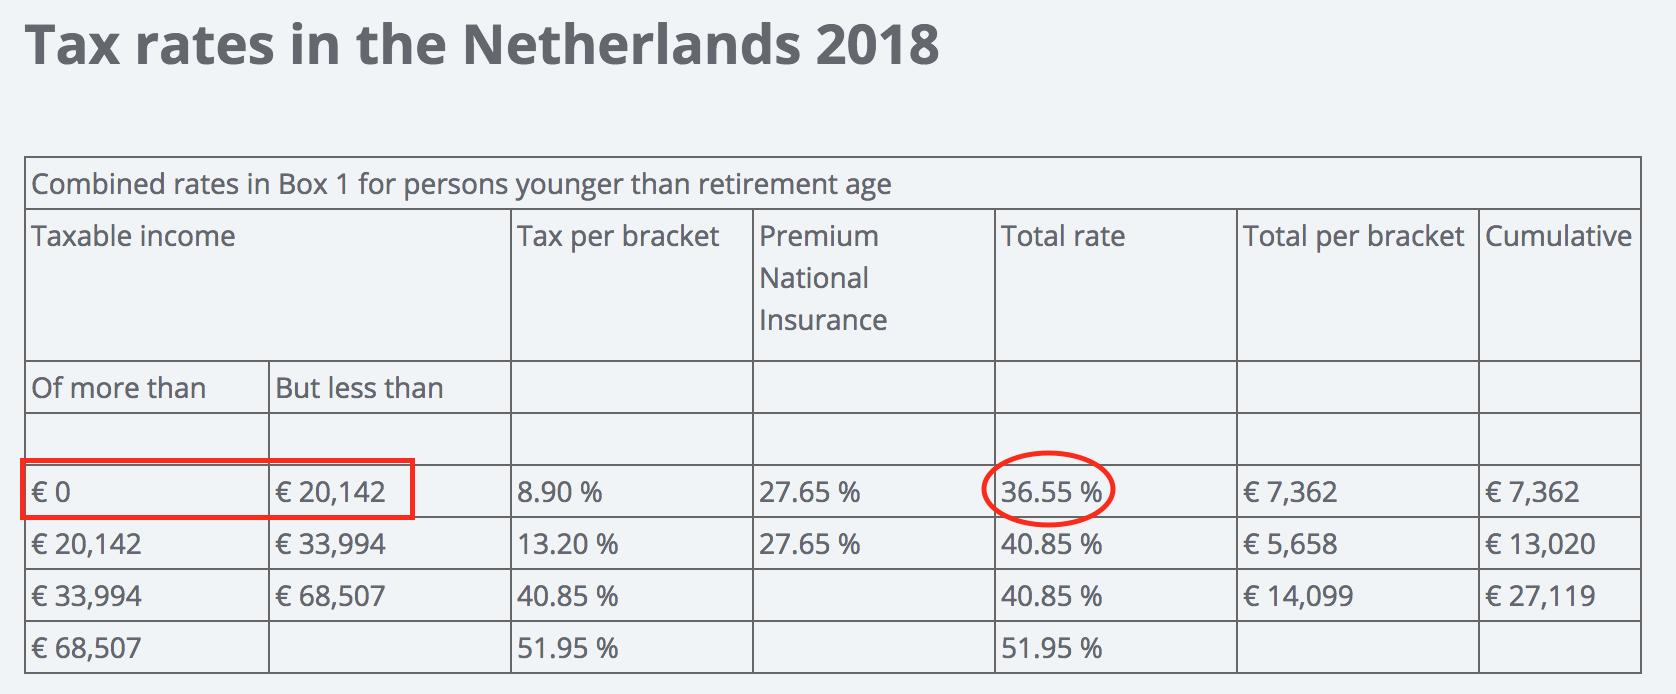 Tax rates in the Netherlands 2018
Combined rates in Box 1 for persons younger than retirement age
Taxable income Tax per bracket Premium National Insurance Total rate Total per bracket Cumulative
Of more than But less than
€ 0 € 20,142 8.90 % 27.65 % 36.55 % € 7,362 € 7,362
€ 20,142 € 33,994 13.20 % 27.65 % 40.85 % € 5,658 € 13,020
€ 33,994 € 68,507 40.85 % 40.85 % € 14,099 € 27,119
€ 68,507 51.95 % 51.95 %